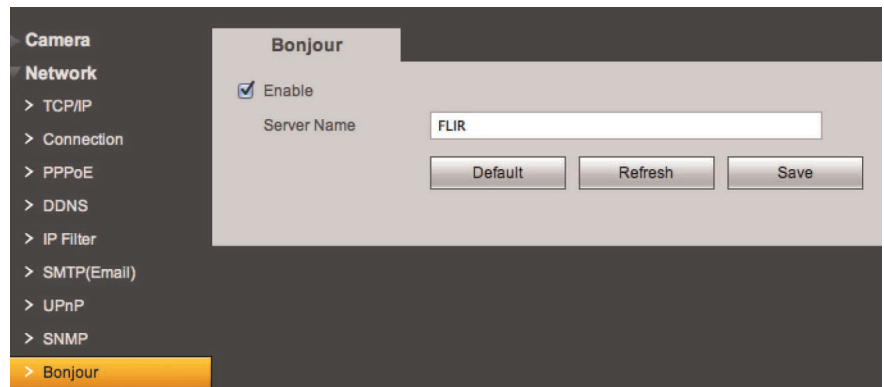 Camera
Network
> TCP/IP
> Connection
> PPPoE
> DDNS
> IP Filter
> SMTP(Email)
> UPnP
> SNMP
> Bonjour
Bonjour
Enable
Server Name FLIR
Default Refresh Save